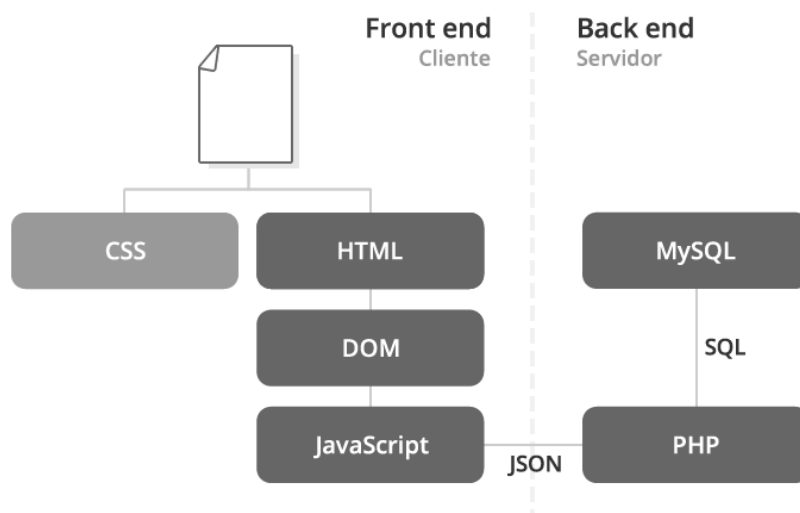 Front end
Cliente
Back end
Servidor
CSS
HTML
MySQL
DOM
SQL
JavaScript
JSON
PHP